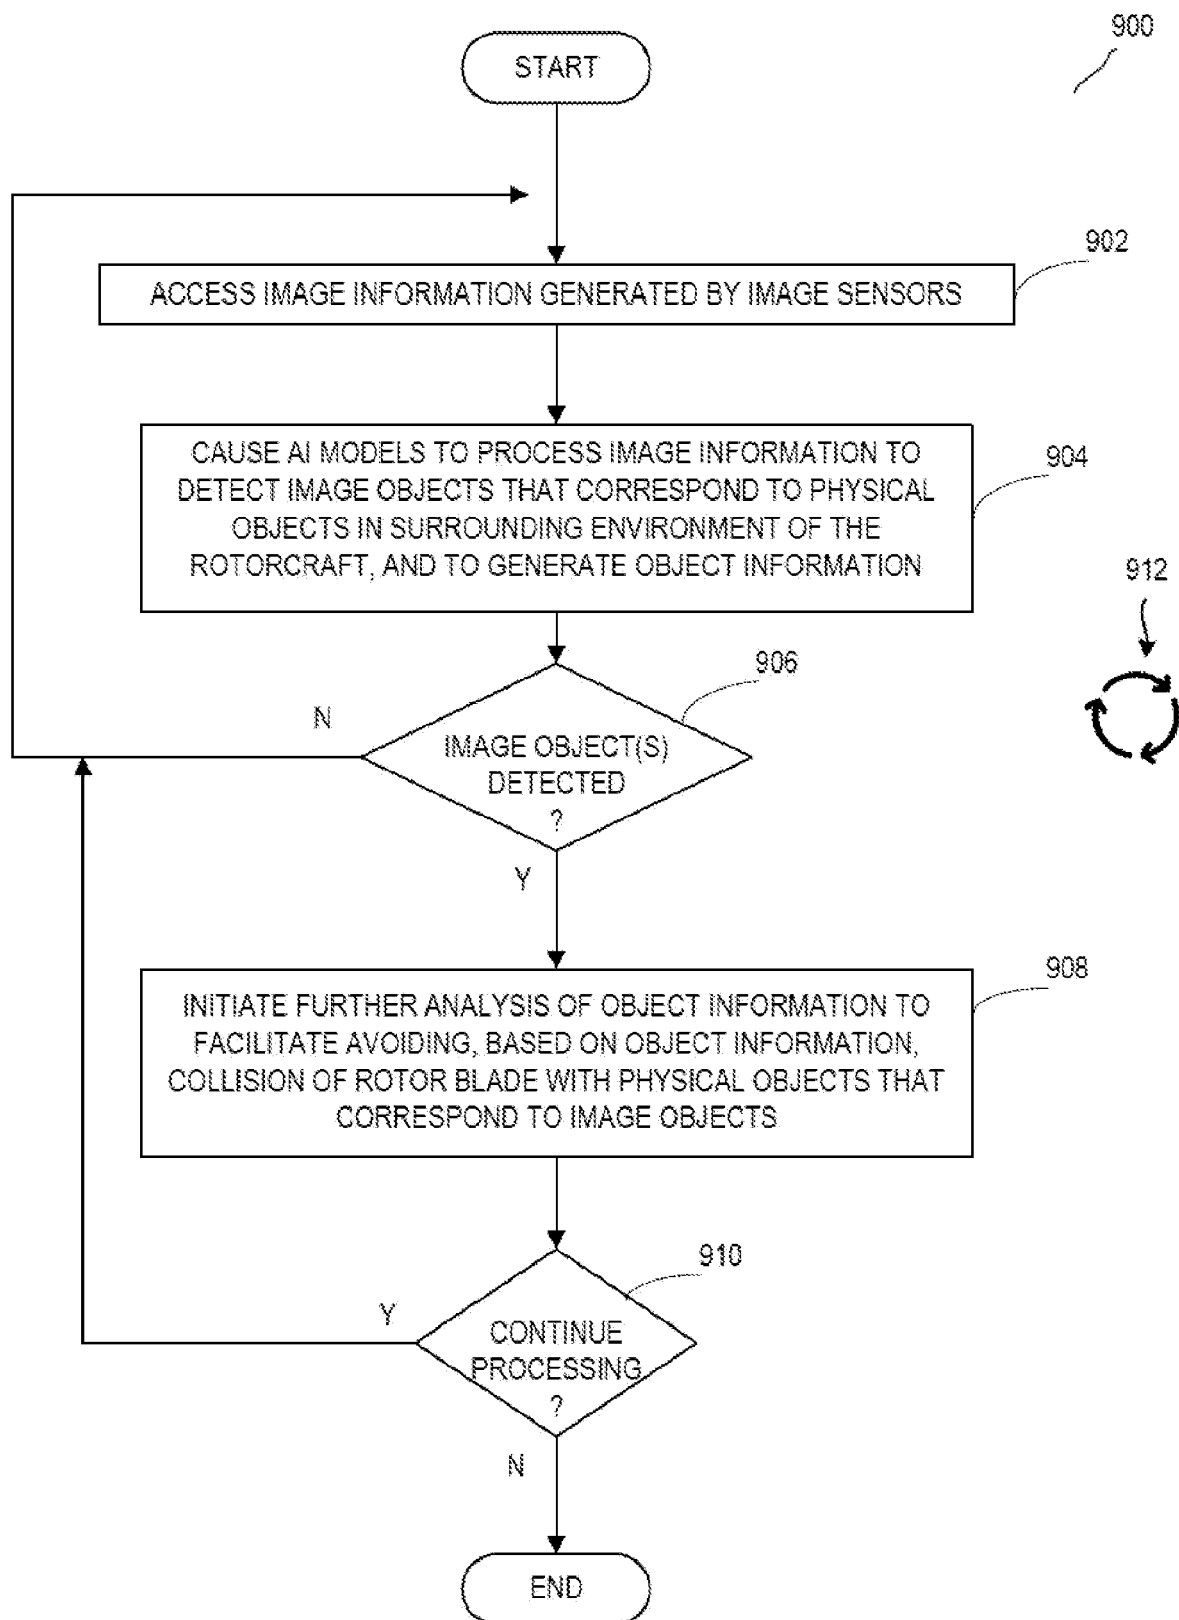 900
START
902
ACCESS IMAGE INFORMATION GENERATED BY IMAGE SENSORS
904
CAUSE AI MODELS TO PROCESS IMAGE INFORMATION TO
DETECT IMAGE OBJECTS THAT CORRESPOND TO PHYSICAL
OBJECTS IN SURROUNDING ENVIRONMENT OF THE
ROTORCRAFT, AND TO GENERATE OBJECT INFORMATION
912
906
N
IMAGE OBJECT(S)
DETECTED
?
Y
908
INITIATE FURTHER ANALYSIS OF OBJECT INFORMATION TO
FACILITATE AVOIDING, BASED ON OBJECT INFORMATION,
COLLISION OF ROTOR BLADE WITH PHYSICAL OBJECTS THAT
CORRESPOND TO IMAGE OBJECTS
910
Y
CONTINUE
PROCESSING
?
N
END